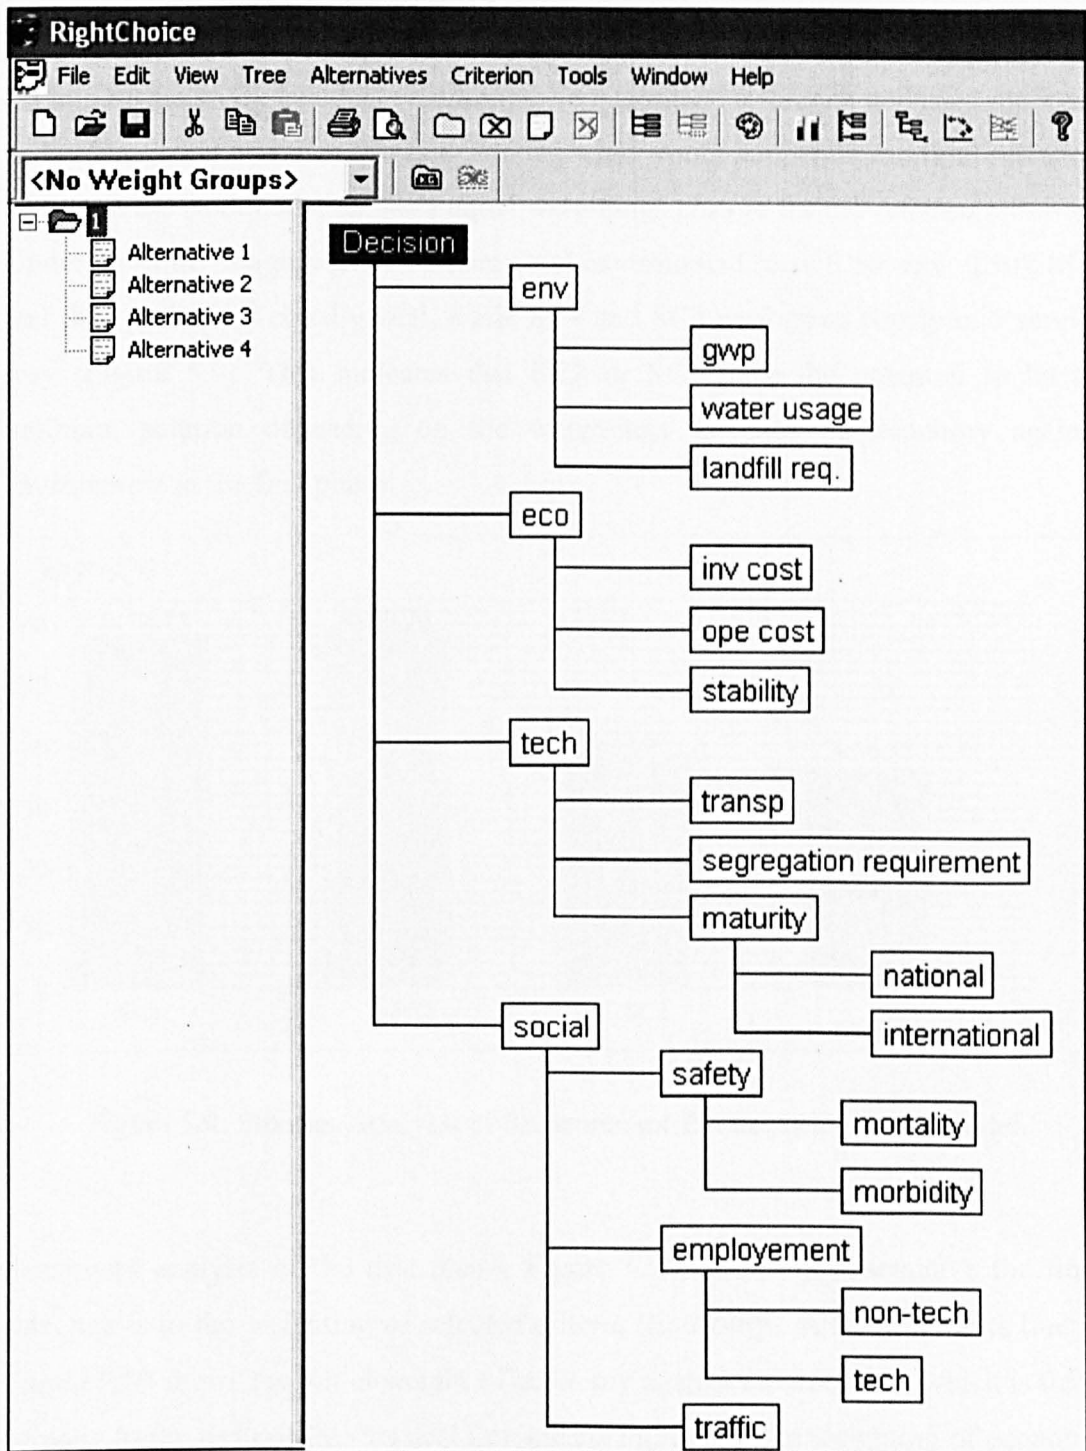 RightChoice
File Edit View Tree Alternatives Criterion Tools Window Help
<No Weight Groups>
1
Alternative 1
Alternative 2
Alternative 3
Alternative 4
Decision
env
gwp
water usage
landfill req.
eco
inv cost
ope cost
stability
tech
transp
segregation requirement
maturity
national
international
social
safety
mortality
morbidity
employement
non-tech
tech
traffic